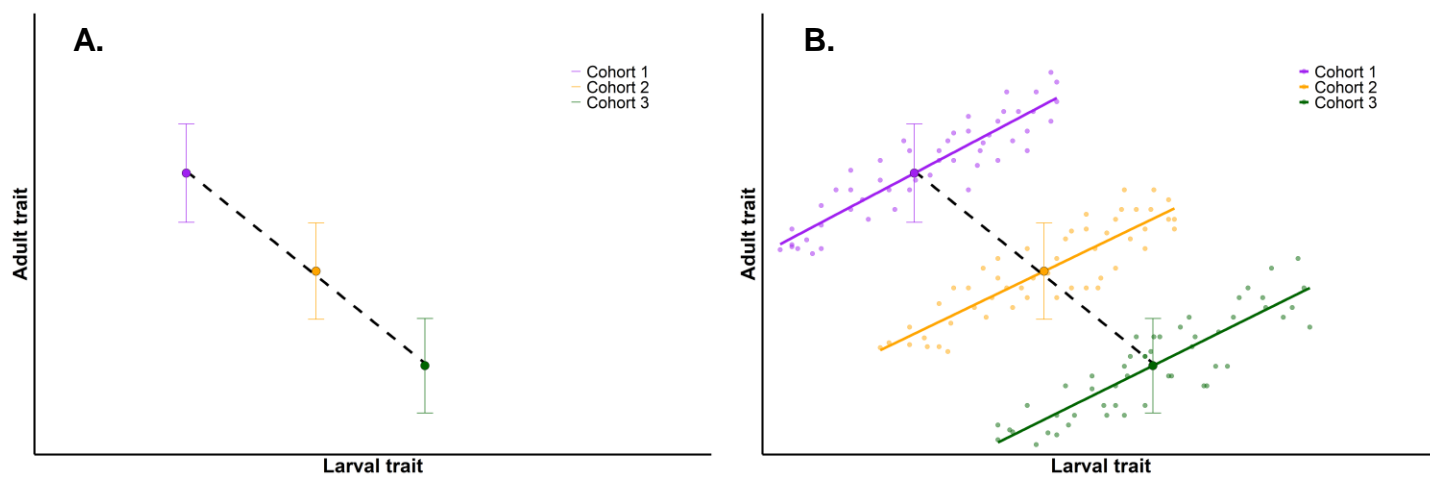 A.
Cohort 1
Cohort 2
Cohort 3
Adult trait
Larval trait
B.
Cohort 1
Cohort 2
Cohort 3
Adult trait
Larval trait